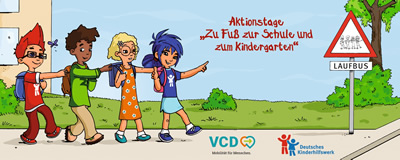 Aktionstage
„Zu Fuß zur Schule und
zum Kindergarten“
LAUFBUS
VCD
Mobilität für Menschen.
Deutsches
Kinderhilfswerk